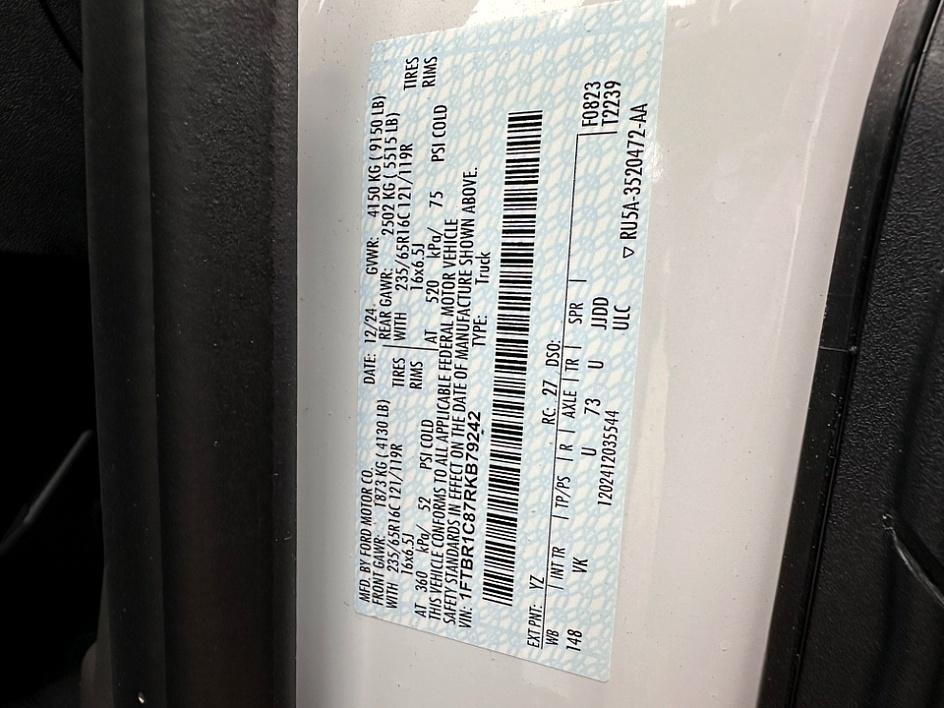 MFD. BY FORD MOTOR CO. DATE: 12/24 GVWR: 4150 KG ( 9150 LB)
FRONT GAWR: 1873 KG ( 4130 LB) REAR GAWR: 2502 KG ( 5515 LB)
WITH 235/65R16C 121/119R TIRES WITH 235/65R16C 121/119R TIRES
16x6.5J RIMS 16x6.5J RIMS
AT 360 kPa/ 52 PSI COLD AT 520 kPa/ 75 PSI COLD
THIS VEHICLE CONFORMS TO ALL APPLICABLE FEDERAL MOTOR VEHICLE
SAFETY STANDARDS IN EFFECT ON THE DATE OF MANUFACTURE SHOWN ABOVE.
VIN: 1FTBR1C87RKB79242 TYPE: Truck
EXT PNT: YZ RC: 27 DSO: F0823
WB INT TR TP/PS R AXLE TR SPR T2239
148 VK U 73 U JJDD
1202412035544 ULC ▽ RU5A-3520472-AA